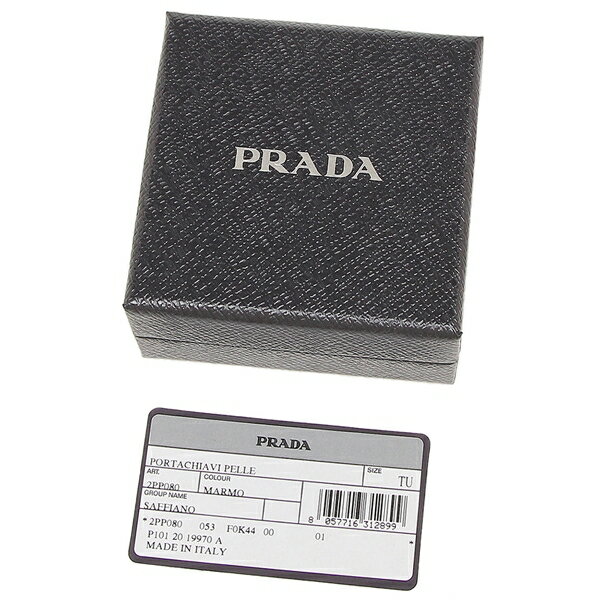 PRADA
PRADA
PORTACHIAVI PELLE
ART. COLOUR SIZE TU
2PP080 MARMO
GROUP NAME
SAFFIANO
8 057716 312899
*2PP080 053 F0K44 00 01 *
P101 20 19970 A
MADE IN ITALY